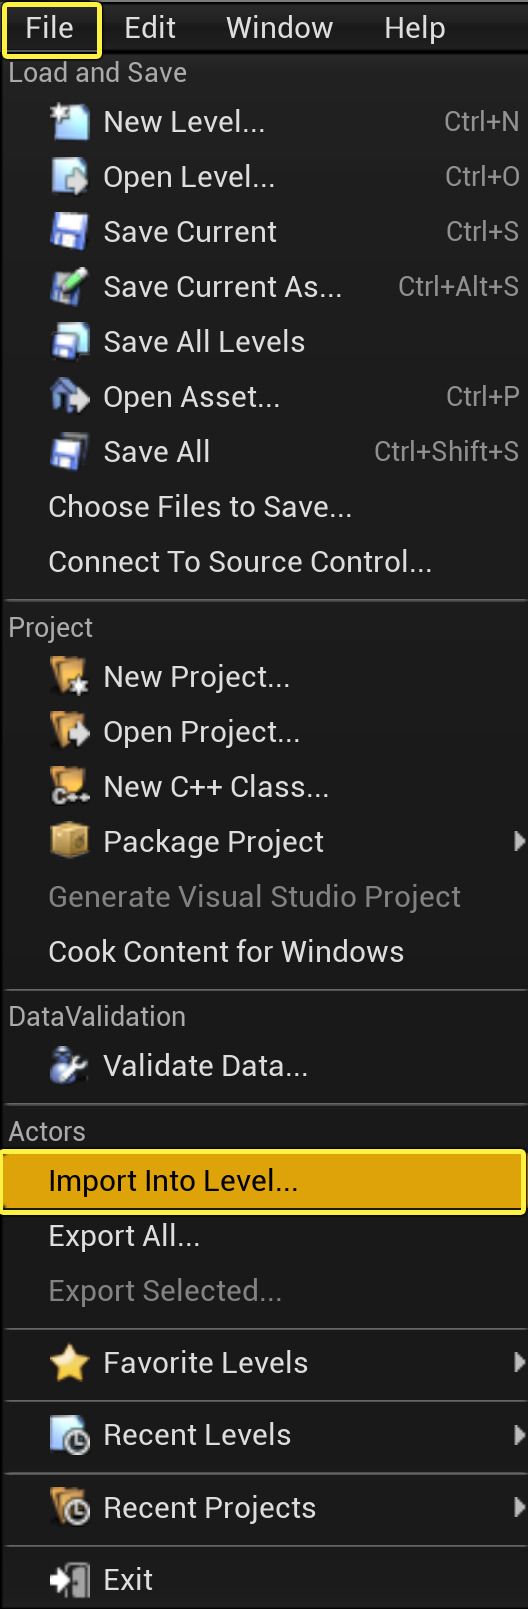 File Edit Window Help
Load and Save
New Level... Ctrl+N
Open Level... Ctrl+O
Save Current Ctrl+S
Save Current As... Ctrl+Alt+S
Save All Levels
Open Asset... Ctrl+P
Save All Ctrl+Shift+S
Choose Files to Save...
Connect To Source Control...
Project
New Project...
Open Project...
New C++ Class...
Package Project
Generate Visual Studio Project
Cook Content for Windows
DataValidation
Validate Data...
Actors
Import Into Level...
Export All...
Export Selected...
Favorite Levels
Recent Levels
Recent Projects
Exit